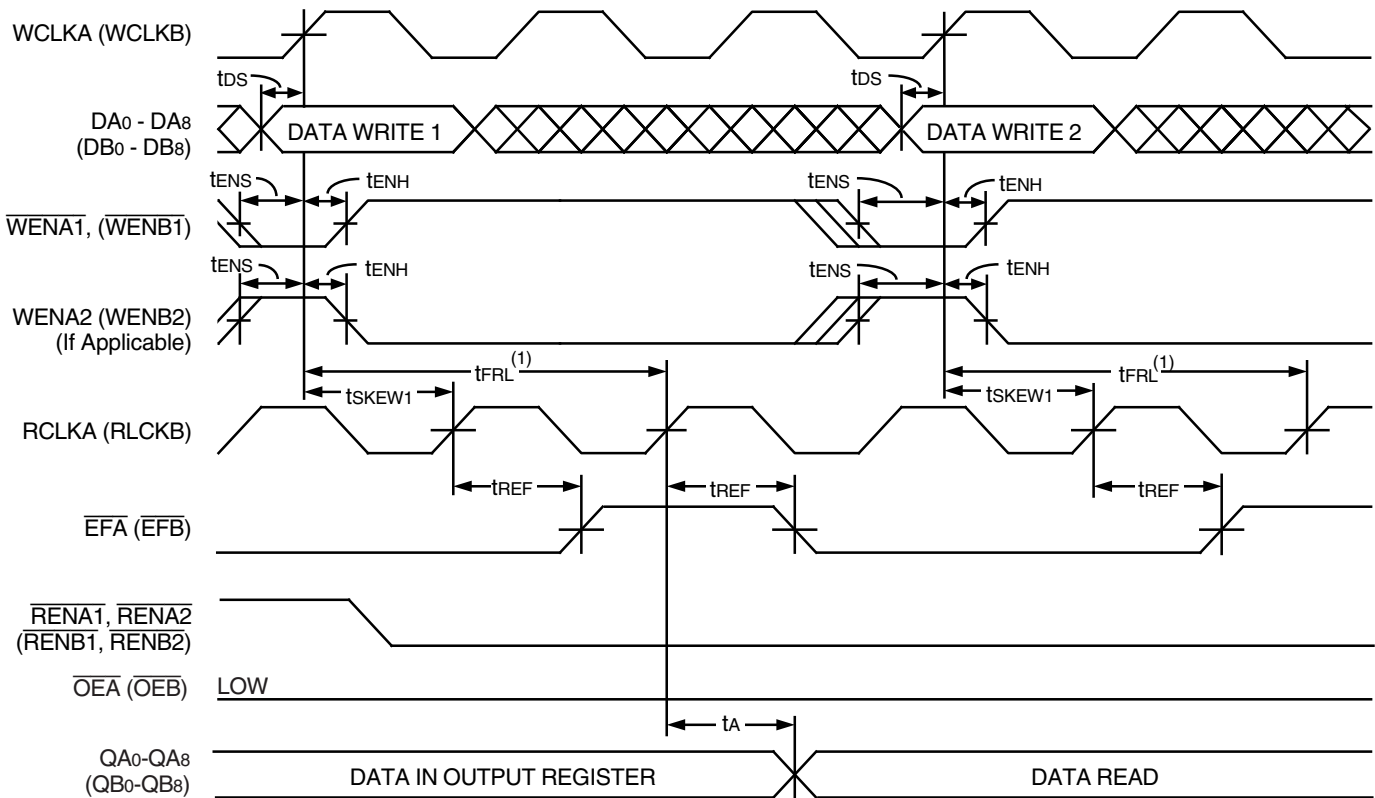 WCLKA (WCLKB)
tDS
tDS
DA0 - DA8
(DB0 - DB8)
DATA WRITE 1
DATA WRITE 2
tENS
tENH
tENS
tENH
WENA1, (WENB1)
tENS
tENH
tENS
tENH
WENA2 (WENB2)
(If Applicable)
tFRL(1)
tFRL(1)
tSKEW1
tSKEW1
RCLKA (RLCKB)
tREF
tREF
tREF
EFA (EFB)
RENA1, RENA2
(RENB1, RENB2)
OEA (OEB)
LOW
tA
QA0-QA8
(QB0-QB8)
DATA IN OUTPUT REGISTER
DATA READ